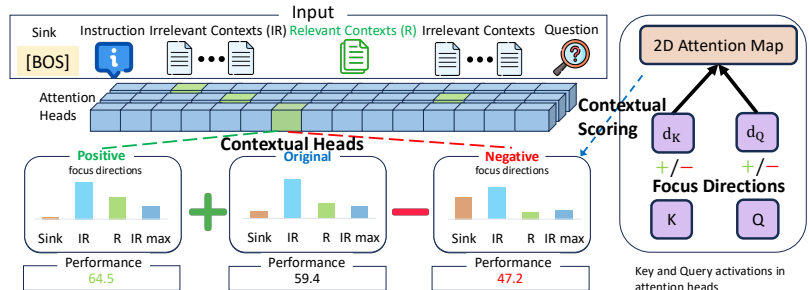 Input
Sink
Instruction
Irrelevant Contexts (IR)
Relevant Contexts (R)
Irrelevant Contexts
Question
[BOS]
Attention
Heads
Contextual Heads
Contextual
Scoring
Positive
focus directions
Sink IR R IR max
Performance
64.5
Original
Sink IR R IR max
Performance
59.4
Negative
focus directions
Sink IR R IR max
Performance
47.2
2D Attention Map
dK dQ
+/− +/−
Focus Directions
K Q
Key and Query activations in
attention heads